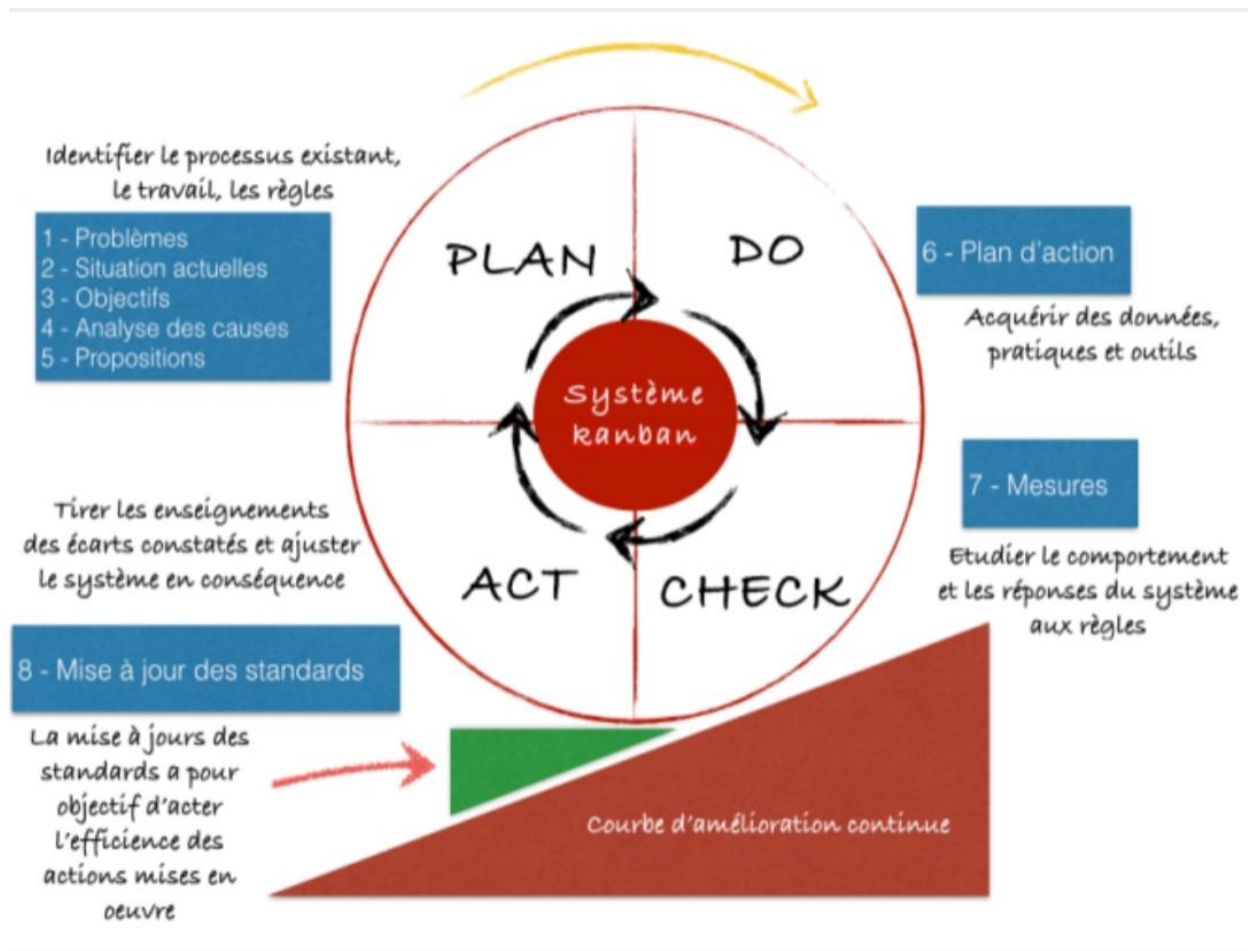 Identifier le processus existant,
le travail, les règles
1 - Problèmes
2 - Situation actuelles
3 - Objectifs
4 - Analyse des causes
5 - Propositions
PLAN
DO
6 - Plan d'action
Acquérir des données,
pratiques et outils
Système
kanban
7 - Mesures
Etudier le comportement
et les réponses du système
aux règles
Tirer les enseignements
des écarts constatés et ajuster
le système en conséquence
ACT
CHECK
8 - Mise à jour des standards
La mise à jours des
standards a pour
objectif d'acter
l'efficience des
actions mises en
oeuvre
Courbe d'amélioration continue